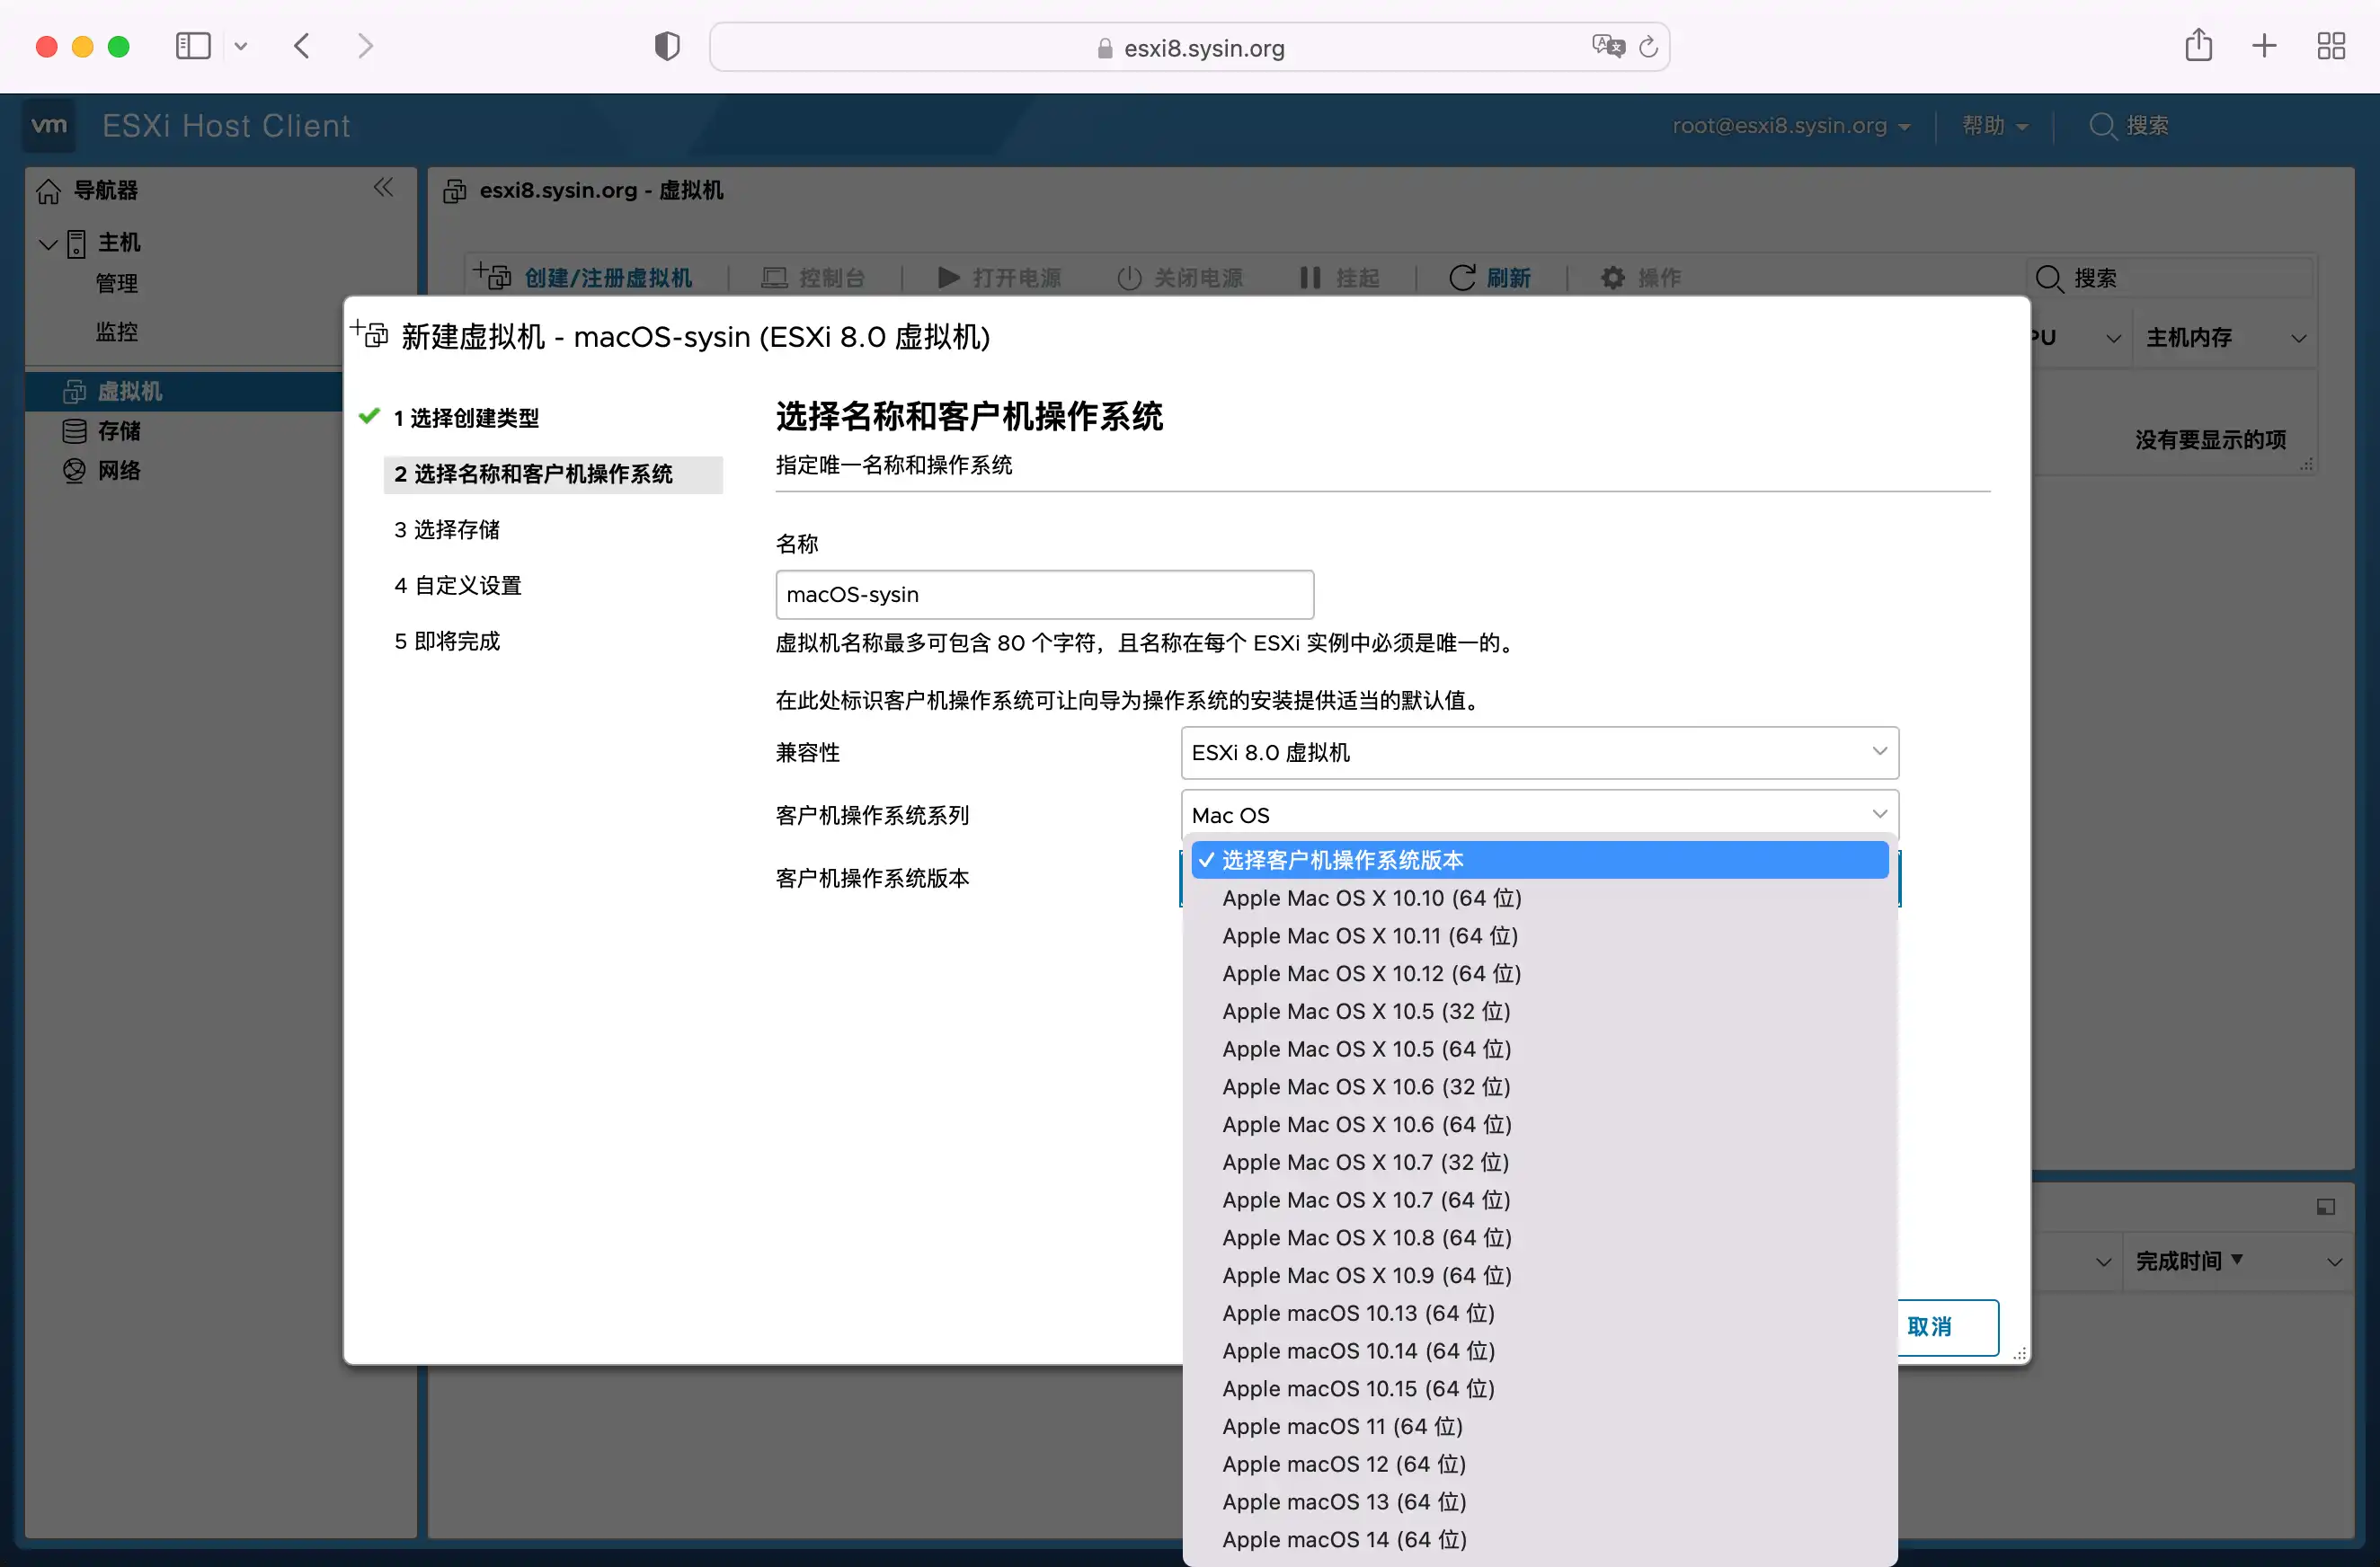 esxi8.sysin.org
vm ESXi Host Client
root@esxi8.sysin.org
帮助
搜索
导航器
主机
管理
监控
虚拟机
存储
网络
esxi8.sysin.org - 虚拟机
创建/注册虚拟机
控制台
打开电源
关闭电源
挂起
刷新
操作
搜索
PU
主机内存
没有要显示的项
新建虚拟机 - macOS-sysin (ESXi 8.0 虚拟机)
1 选择创建类型
2 选择名称和客户机操作系统
3 选择存储
4 自定义设置
5 即将完成
选择名称和客户机操作系统
指定唯一名称和操作系统
名称
macOS-sysin
虚拟机名称最多可包含 80 个字符，且名称在每个 ESXi 实例中必须是唯一的。
在此处标识客户机操作系统可让向导为操作系统的安装提供适当的默认值。
兼容性
ESXi 8.0 虚拟机
客户机操作系统系列
Mac OS
客户机操作系统版本
选择客户机操作系统版本
Apple Mac OS X 10.10 (64 位)
Apple Mac OS X 10.11 (64 位)
Apple Mac OS X 10.12 (64 位)
Apple Mac OS X 10.5 (32 位)
Apple Mac OS X 10.5 (64 位)
Apple Mac OS X 10.6 (32 位)
Apple Mac OS X 10.6 (64 位)
Apple Mac OS X 10.7 (32 位)
Apple Mac OS X 10.7 (64 位)
Apple Mac OS X 10.8 (64 位)
Apple Mac OS X 10.9 (64 位)
Apple macOS 10.13 (64 位)
Apple macOS 10.14 (64 位)
Apple macOS 10.15 (64 位)
Apple macOS 11 (64 位)
Apple macOS 12 (64 位)
Apple macOS 13 (64 位)
Apple macOS 14 (64 位)
取消
完成时间